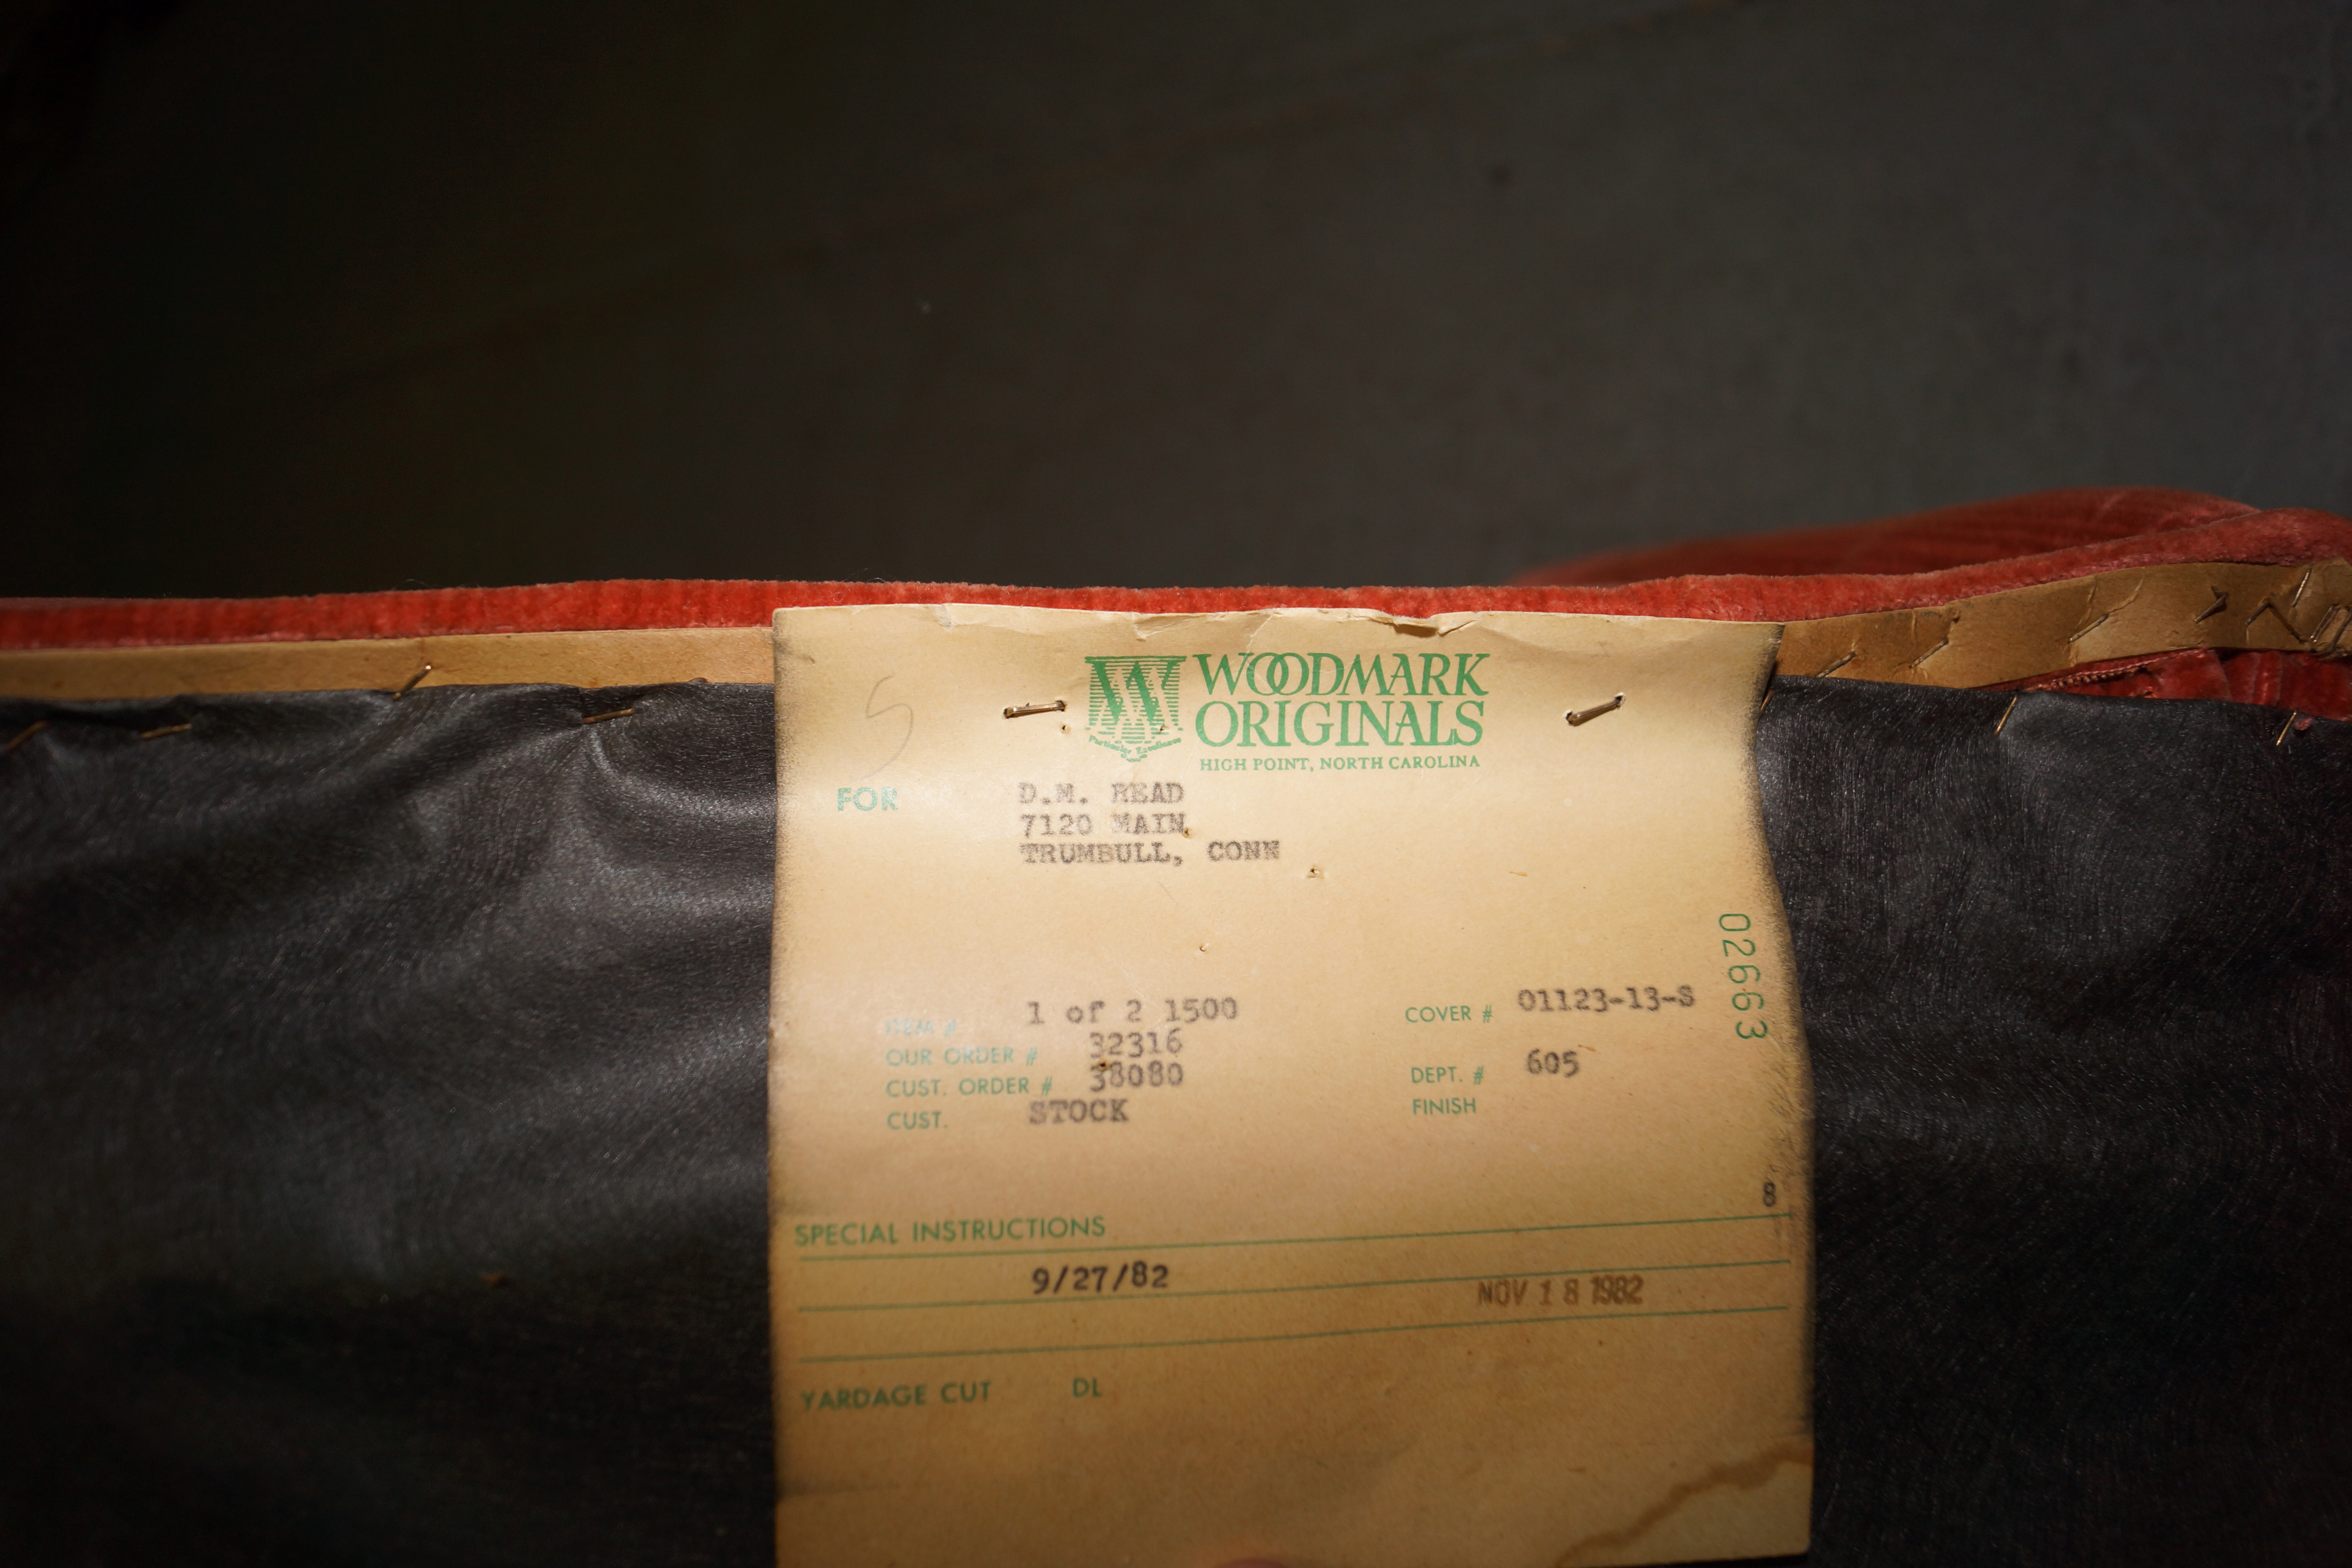 WOODMARK
ORIGINALS
HIGH POINT, NORTH CAROLINA
FOR D.M. READ
7120 MAIN
TRUMBULL, CONN
02663
ITEM # 1 of 2 1500 COVER # 01123-13-S
OUR ORDER # 32316
CUST. ORDER # 38080 DEPT. # 605
CUST. STOCK FINISH
8
SPECIAL INSTRUCTIONS
9/27/82 NOV 18 1982
YARDAGE CUT DL